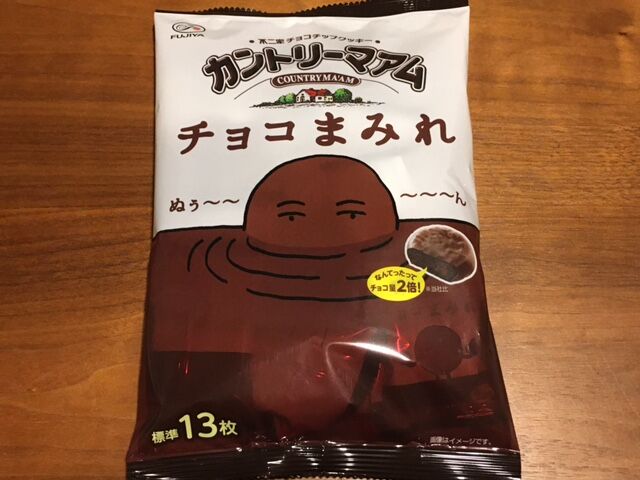 FUJIYA
不二家 チョコチップクッキー
カントリーマアム
COUNTRY MA'AM
チョコまみれ
ぬぅ〜〜
〜〜〜ん
なんてったって
チョコ量2倍!
※当社比
標準13枚
画像はイメージです。